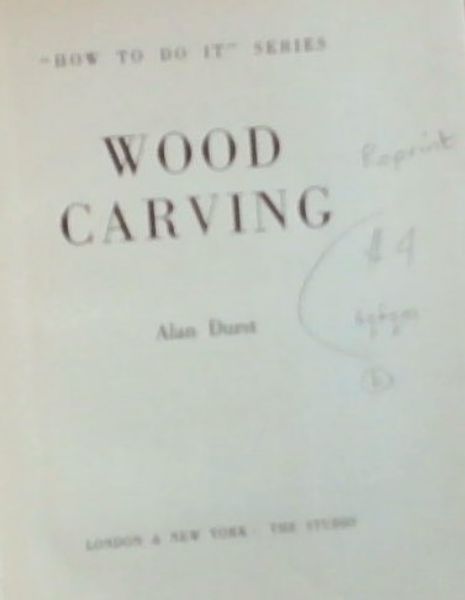 "HOW TO DO IT" SERIES
WOOD
CARVING
Reprint
Alan Durst
LONDON & NEW YORK · THE STUDIO